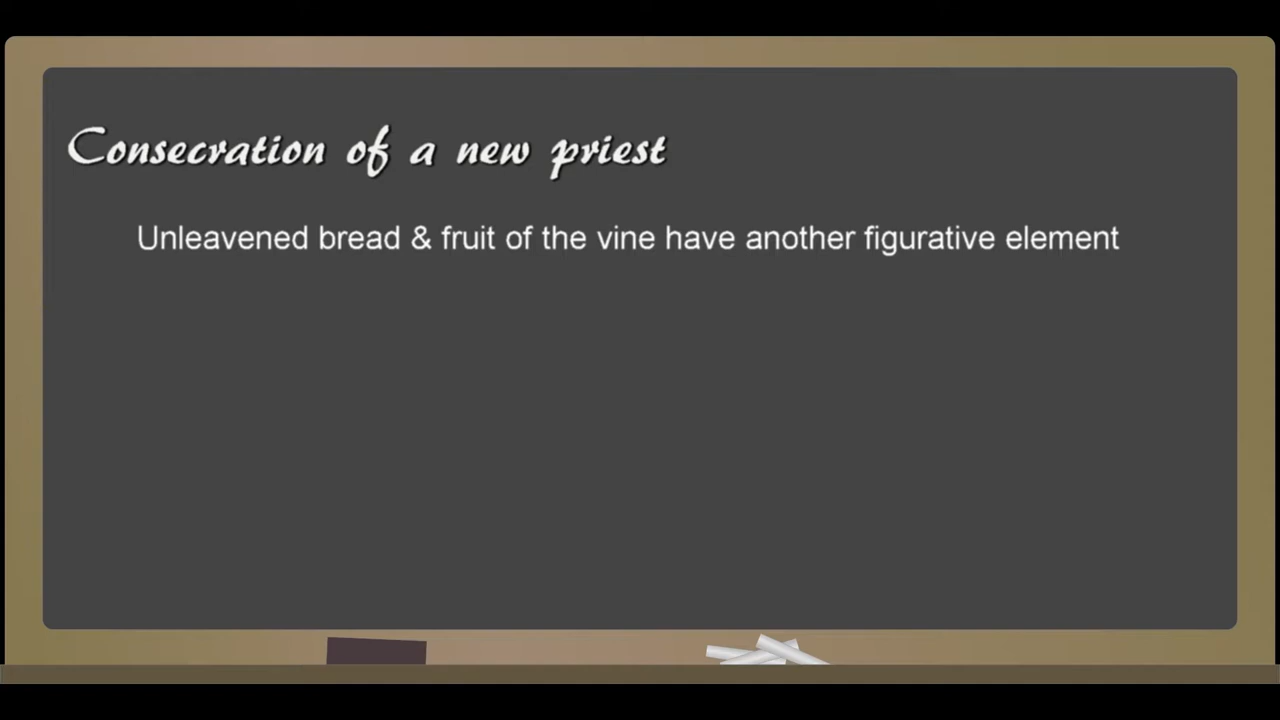 Consecration of a new priest
Unleavened bread & fruit of the vine have another figurative element